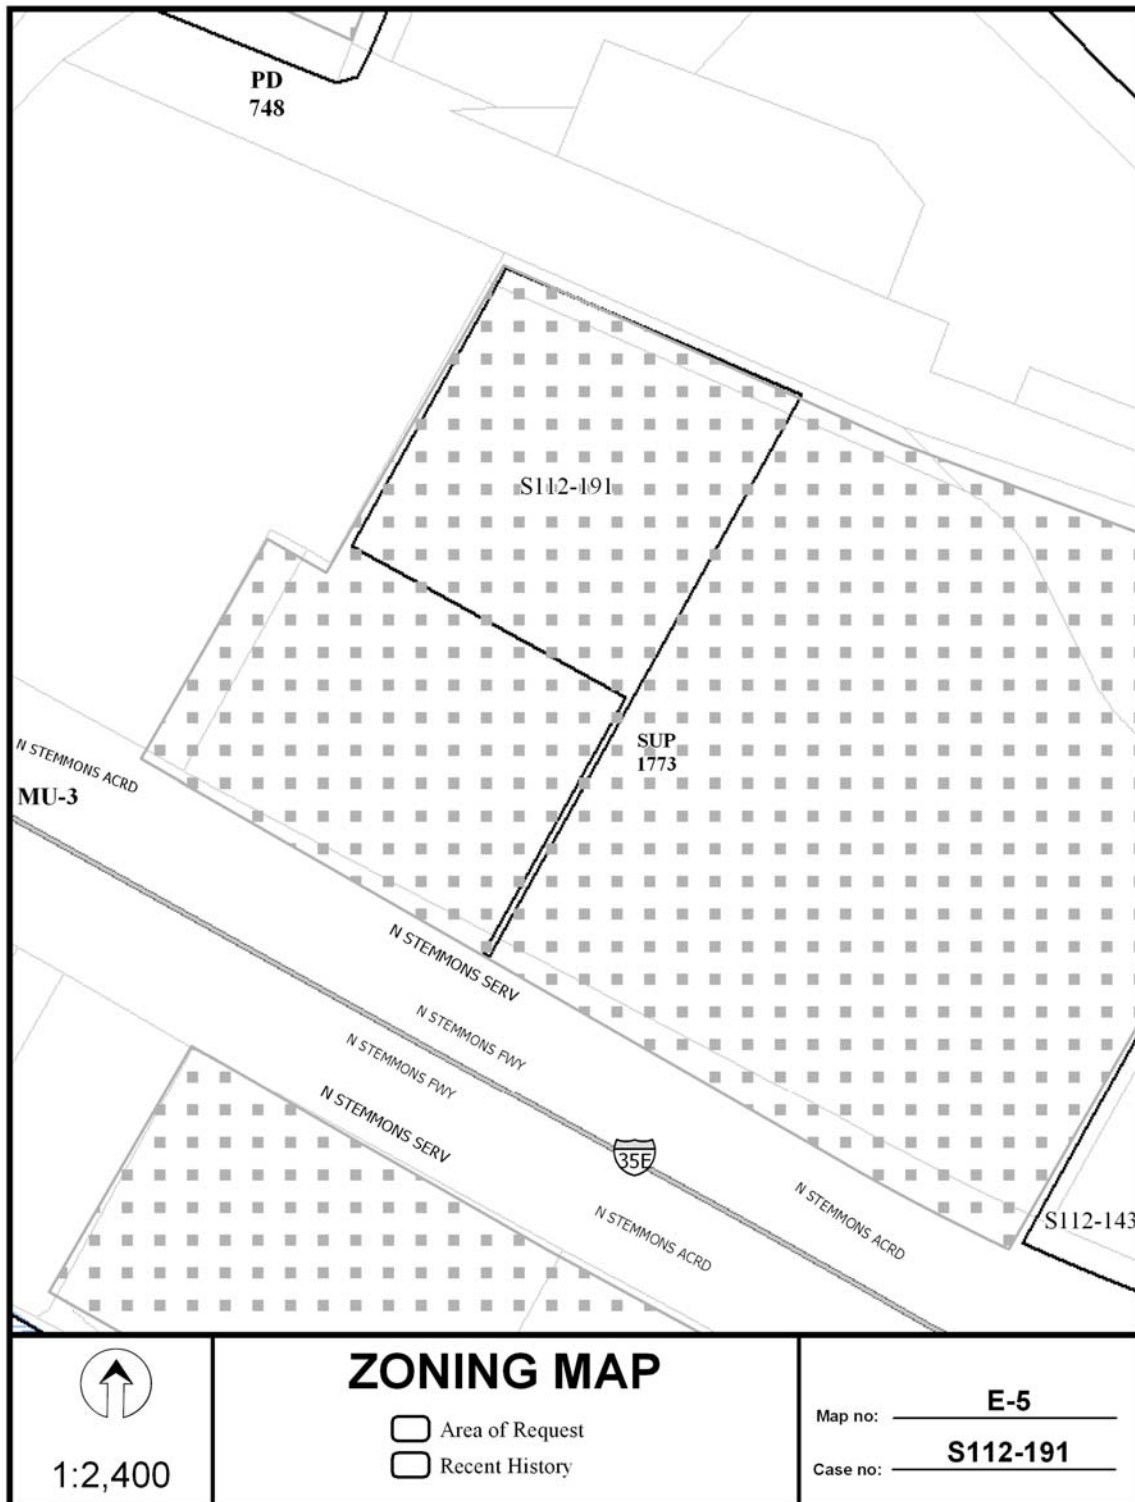 PD
748
S112-191
SUP
1773
N STEMMONS ACRD
MU-3
N STEMMONS SERV
N STEMMONS FWY
N STEMMONS FWY
N STEMMONS SERV
35E
N STEMMONS ACRD
N STEMMONS ACRD
S112-143
1:2,400
ZONING MAP
Area of Request
Recent History
Map no: E-5
Case no: S112-191